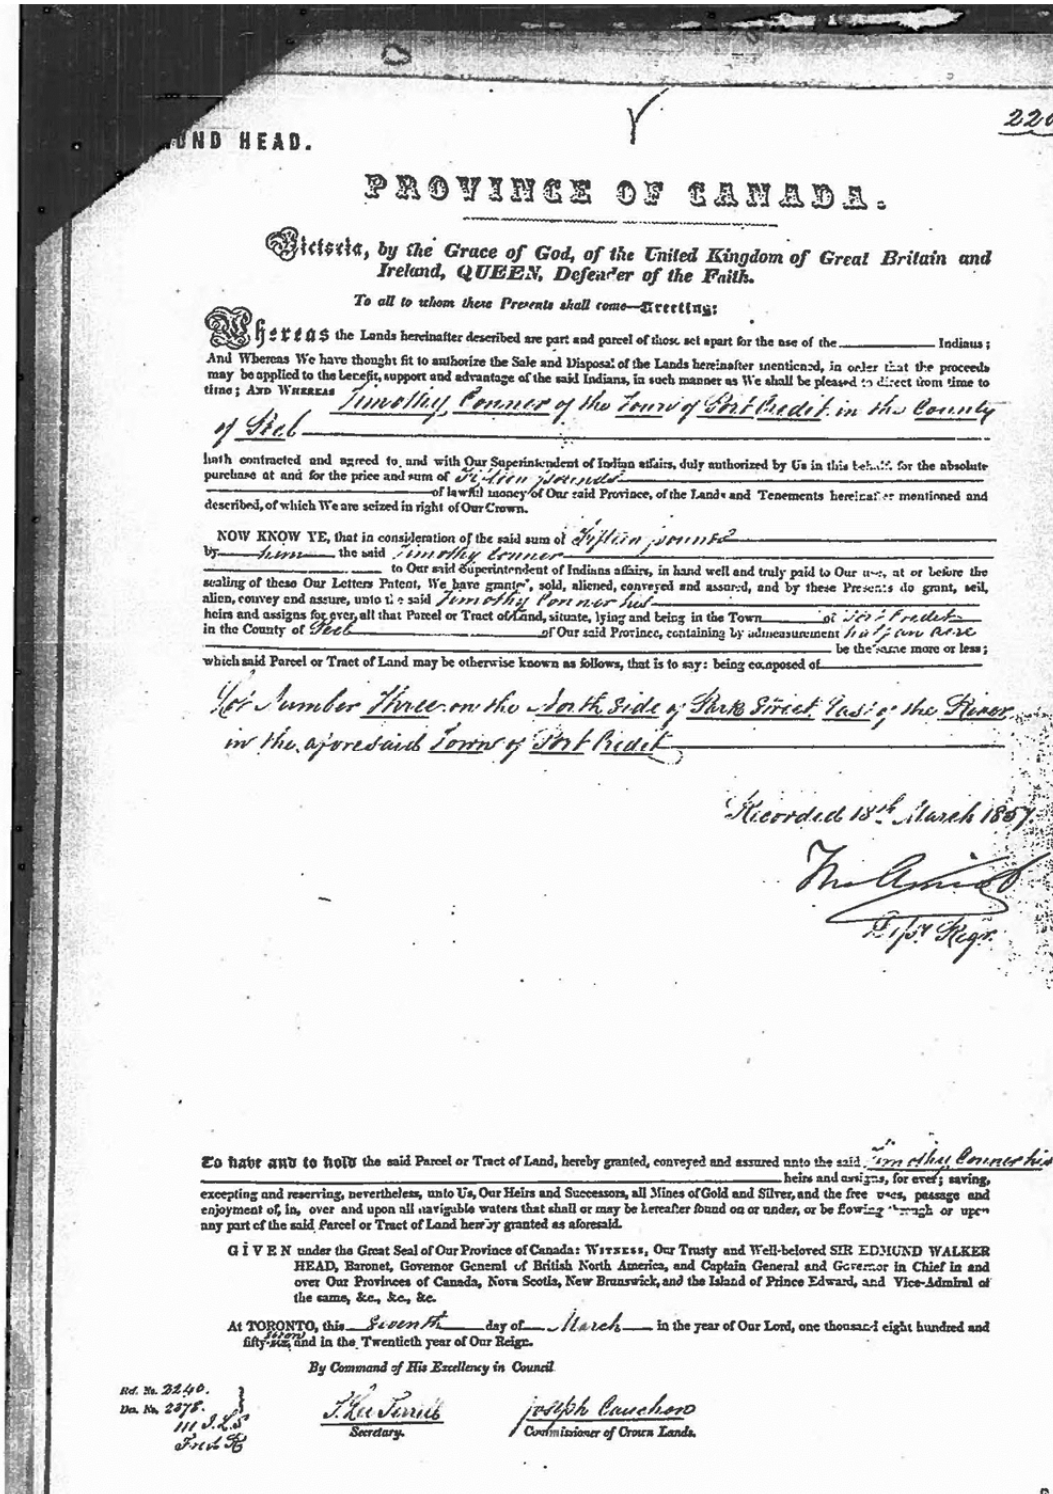 220
UND HEAD.
PROVINCE OF CANADA.
Victoria, by the Grace of God, of the United Kingdom of Great Britain and
Ireland, QUEEN, Defender of the Faith.
To all to whom these Presents shall come—Greeting:
Whereas the Lands hereinafter described are part and parcel of those set apart for the use of the Indians;
And Whereas We have thought fit to authorize the Sale and Disposal of the Lands hereinafter mentioned, in order that the proceeds
may be applied to the benefit, support and advantage of the said Indians, in such manner as We shall be pleased to direct from time to
time; AND WHEREAS Timothy Conner of the Town of Port Credit in the County
of Peel
hath contracted and agreed to and with Our Superintendent of Indian affairs, duly authorized by Us in this behalf, for the absolute
purchase at and for the price and sum of Fifteen pounds
of lawful money of Our said Province, of the Lands and Tenements hereinafter mentioned and
described, of which We are seized in right of Our Crown.
NOW KNOW YE, that in consideration of the said sum of Fifteen pounds
by him the said Timothy Conner
to Our said Superintendent of Indians affairs, in hand well and truly paid to Our use, at or before the
sealing of these Our Letters Patent, We have granted, sold, aliened, conveyed and assured, and by these Presents do grant, sell,
alien, convey and assure, unto the said Timothy Conner his
heirs and assigns for ever, all that Parcel or Tract of Land, situate, lying and being in the Town of Port Credit
in the County of Peel of Our said Province, containing by admeasurement half an acre
be the same more or less;
which said Parcel or Tract of Land may be otherwise known as follows, that is to say: being composed of
Lot Number Three on the North Side of Park Street East of the River
in the aforesaid Town of Port Credit
Recorded 18th March 1857.
Depy Regr.
To have and to hold the said Parcel or Tract of Land, hereby granted, conveyed and assured unto the said Timothy Conner his
heirs and assigns, for ever; saving,
excepting and reserving, nevertheless, unto Us, Our Heirs and Successors, all Mines of Gold and Silver, and the free uses, passage and
enjoyment of, in, over and upon all navigable waters that shall or may be hereafter found on or under, or be flowing through or upon
any part of the said Parcel or Tract of Land hereby granted as aforesaid.
GIVEN under the Great Seal of Our Province of Canada: WITNESS, Our Trusty and Well-beloved SIR EDMUND WALKER
HEAD, Baronet, Governor General of British North America, and Captain General and Governor in Chief in and
over Our Provinces of Canada, Nova Scotia, New Brunswick, and the Island of Prince Edward, and Vice-Admiral of
the same, &c., &c., &c.
At TORONTO, this Seventh day of March in the year of Our Lord, one thousand eight hundred and
fifty-six, seven and in the Twentieth year of Our Reign.
By Command of His Excellency in Council
Rd. No. 2240.
Da. No. 2378.
111 I.L.S
T. Lee Terrill
Secretary.
Joseph Cauchon
Commissioner of Crown Lands.